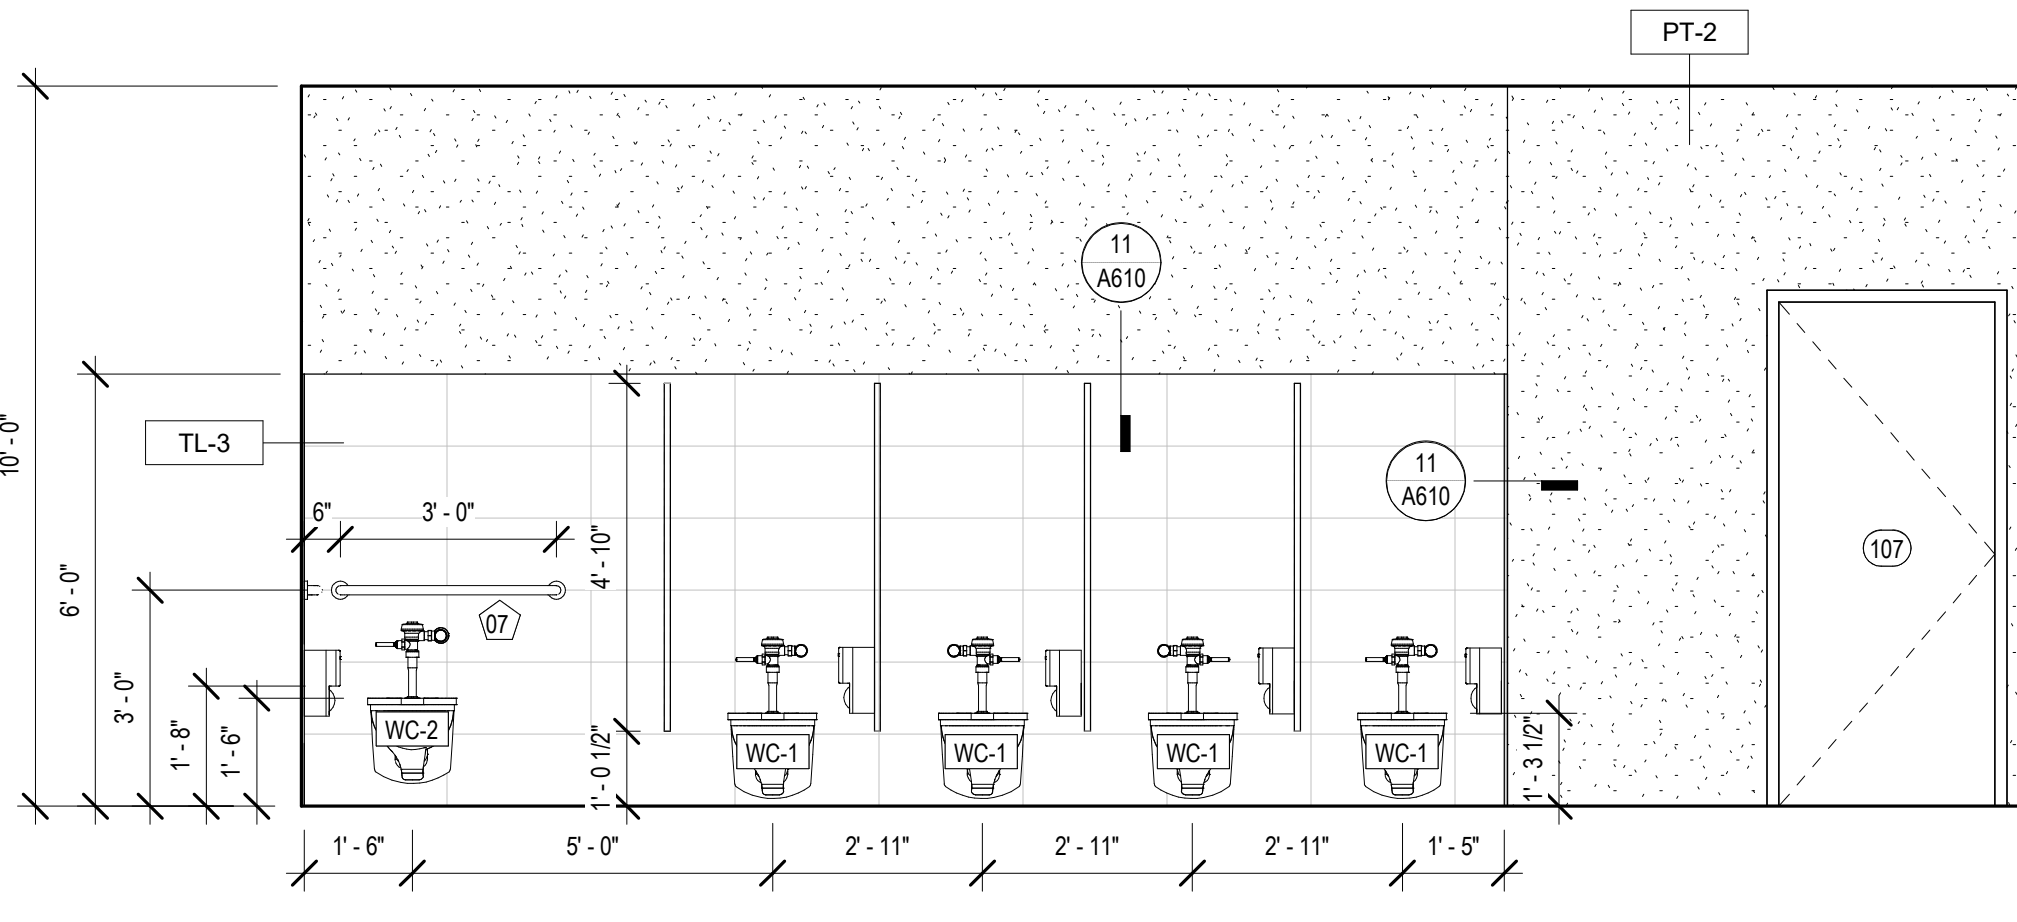 PT-2
11
A610
10' - 0"
TL-3
11
A610
6"
3' - 0"
4' - 10"
6' - 0"
107
07
3' - 0"
1' - 8"
1' - 6"
WC-2
WC-1
WC-1
WC-1
WC-1
1' - 0 1/2"
1' - 3 1/2"
1' - 6"
5' - 0"
2' - 11"
2' - 11"
2' - 11"
1' - 5"